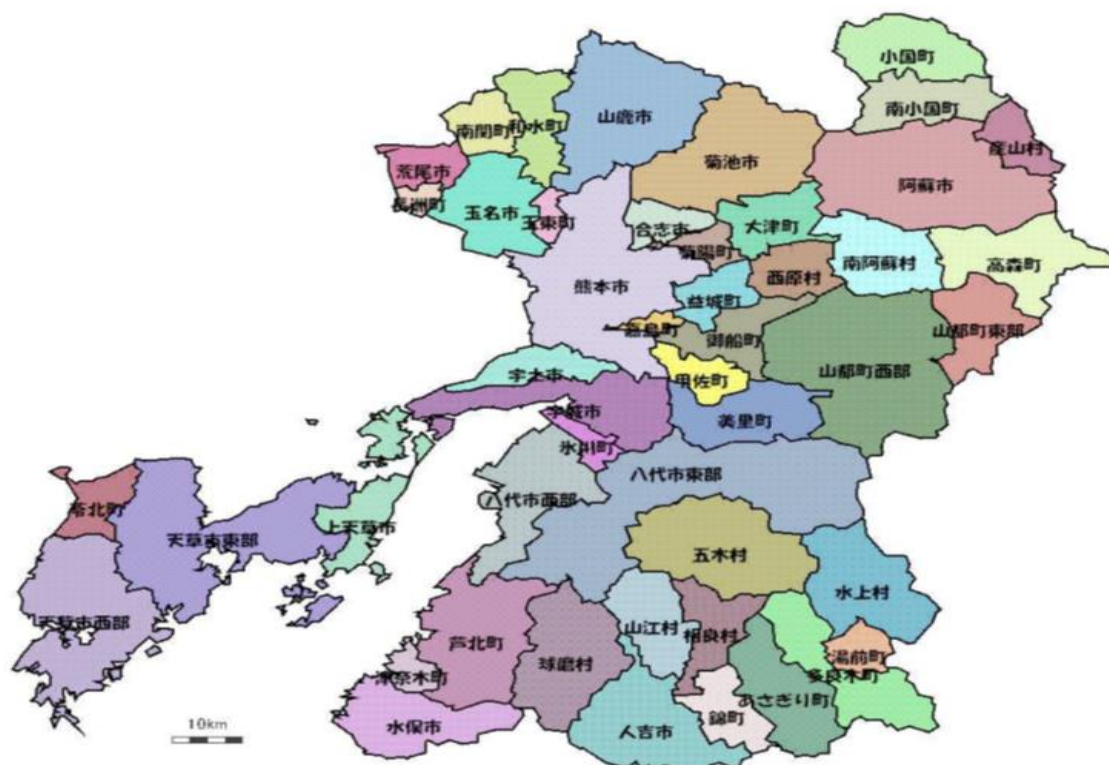 小国町
南小国町
山鹿市
南関町
和水町
産山村
菊池市
荒尾市
阿蘇市
長洲町
玉名市
玉東町
合志市
大津町
菊陽町
南阿蘇村
高森町
西原村
熊本市
益城町
嘉島町
御船町
山都町東部
山都町西部
宇土市
甲佐町
宇城市
美里町
氷川町
八代市東部
八代市西部
苓北町
上天草市
天草市東部
五木村
水上村
天草市西部
山江村
相良村
芦北町
球磨村
湯前町
多良木町
津奈木町
あさぎり町
水俣市
人吉市
錦町
10km